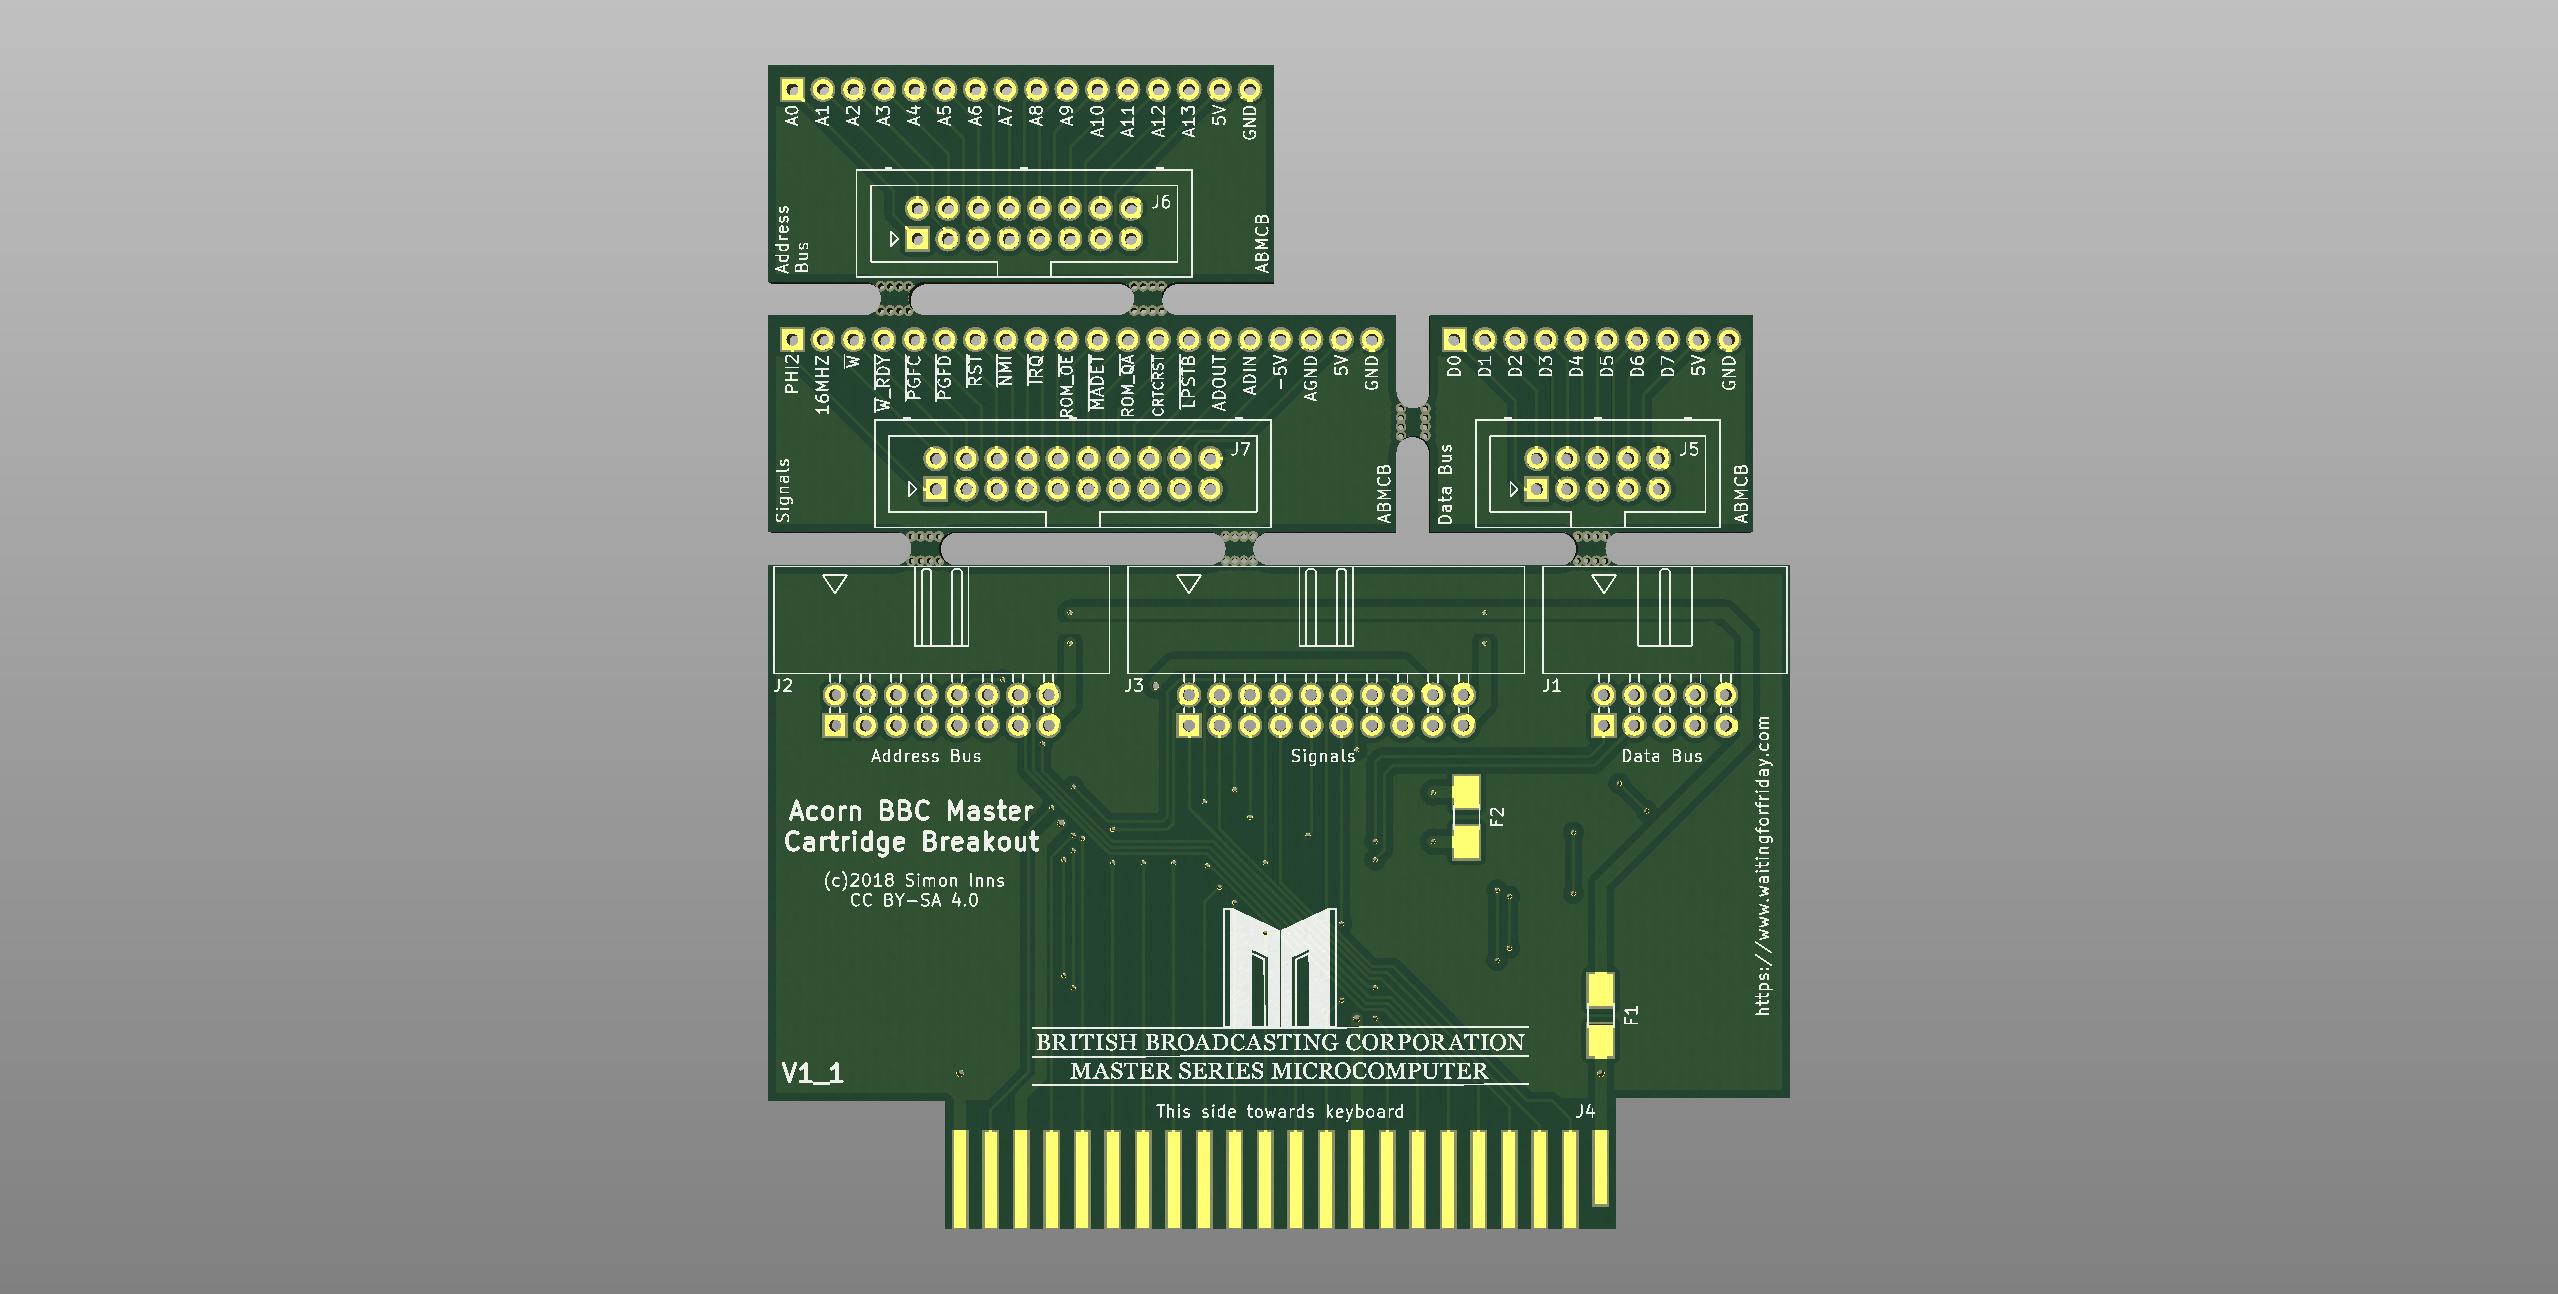 A0 A1 A2 A3 A4 A5 A6 A7 A8 A9 A10 A11 A12 A13 5V GND
J6
Address
Bus
ABMCB
PHI2 16MHZ W W_RDY PGFC PGFD RST NMI IRQ ROM_OE MADET ROM_QA CRTCRST LPSTB ADOUT ADIN -5V AGND 5V GND
J7
Signals
ABMCB
D0 D1 D2 D3 D4 D5 D6 D7 5V GND
J5
Data Bus
ABMCB
J2
J3
J1
Address Bus
Signals
Data Bus
Acorn BBC Master
Cartridge Breakout
(c)2018 Simon Inns
CC BY-SA 4.0
F2
https://www.waitingforfriday.com
F1
BRITISH BROADCASTING CORPORATION
MASTER SERIES MICROCOMPUTER
V1_1
This side towards keyboard
J4